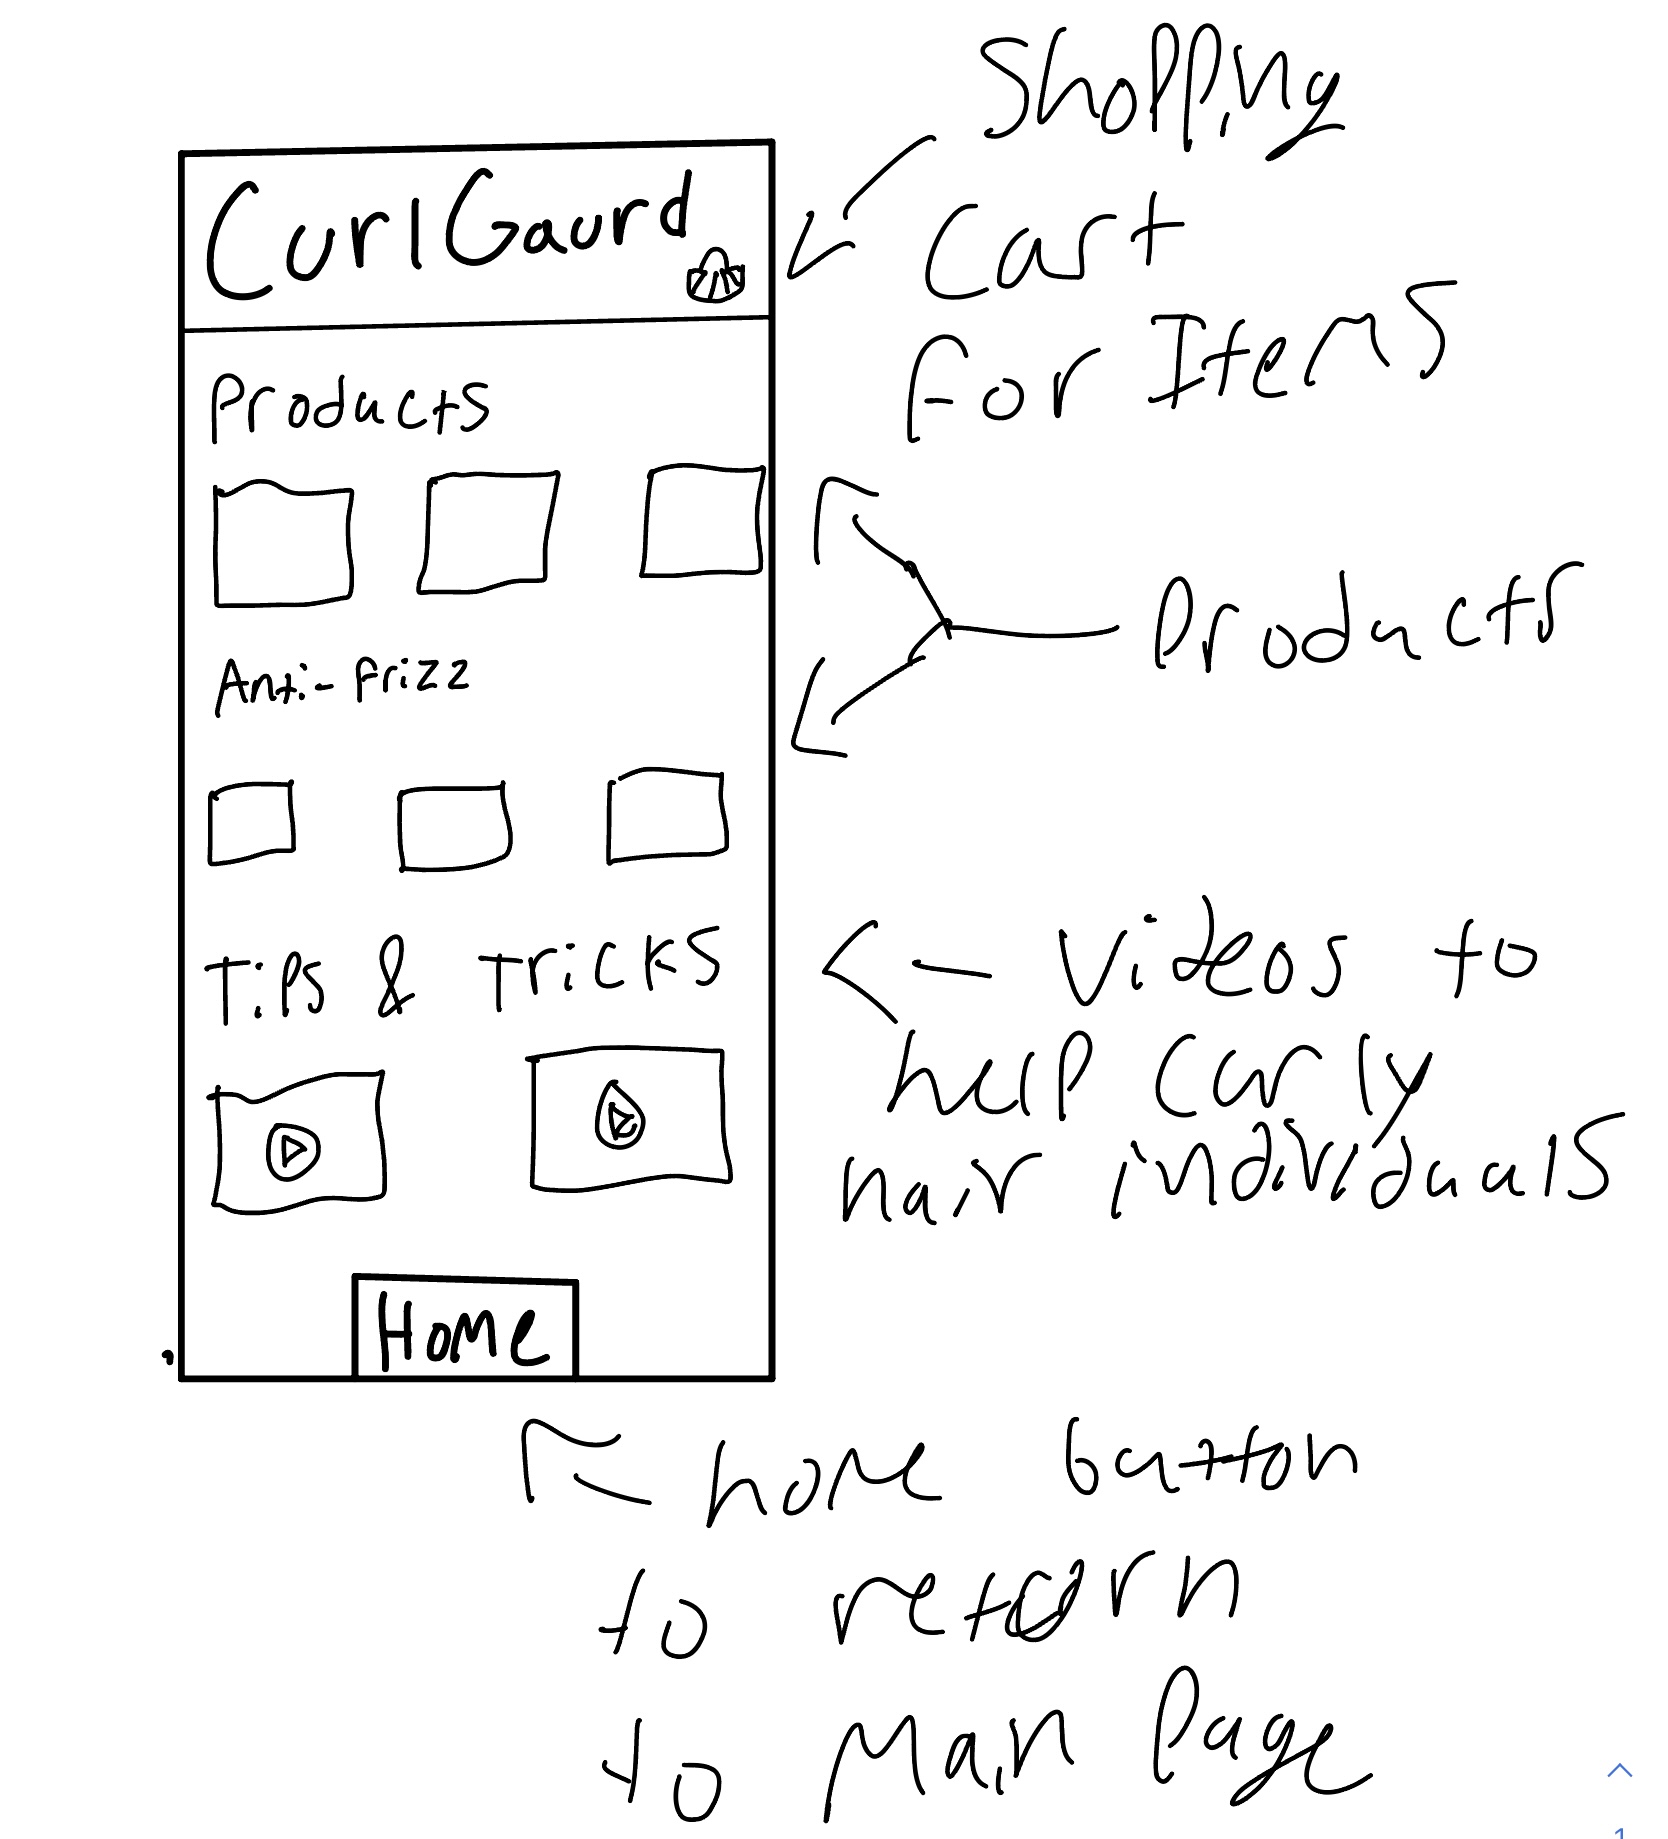 CurlGaurd
Products
Anti-frizz
Tips & Tricks
Home
Shopping
Cart
For Items
Products
Videos to
help curly
hair individuals
home button
to return
to Main Page
1